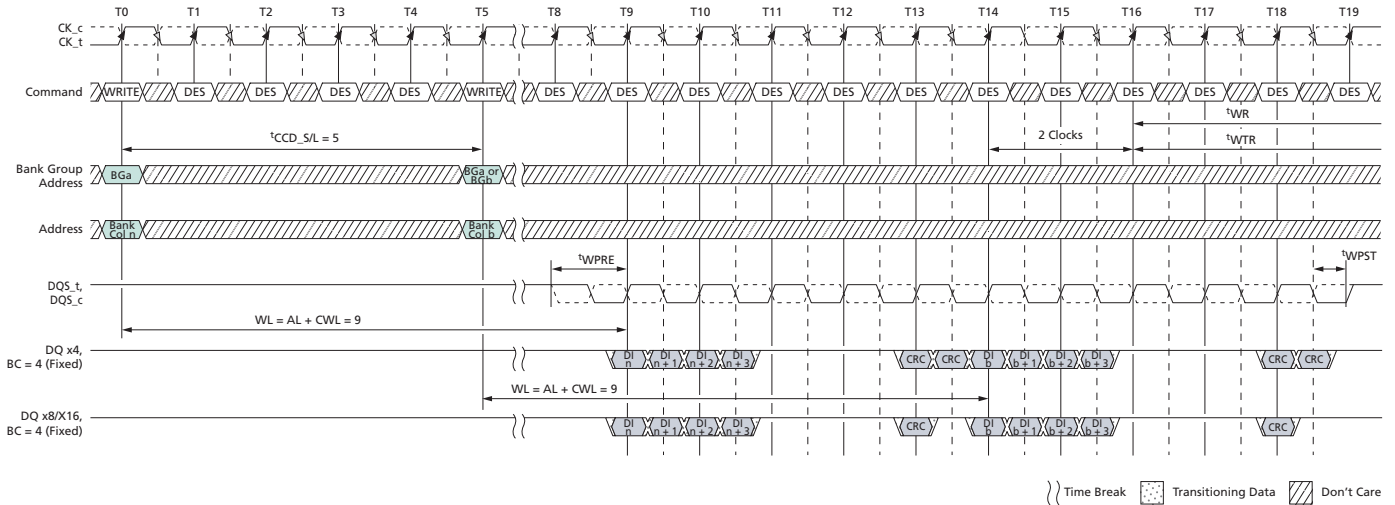 T0 T1 T2 T3 T4 T5 T8 T9 T10 T11 T12 T13 T14 T15 T16 T17 T18 T19
CK_c
CK_t
Command WRITE DES DES DES DES WRITE DES DES DES DES DES DES DES DES DES DES DES DES
tCCD_S/L = 5
2 Clocks
tWR
tWTR
Bank Group
Address
BGa
BGa or
BGb
Address
Bank
Col n
Bank
Col b
tWPRE
tWPST
DQS_t,
DQS_c
WL = AL + CWL = 9
DQ x4,
BC = 4 (Fixed)
DI
n
DI
n + 1
DI
n + 2
DI
n + 3
CRC
CRC
DI
b
DI
b + 1
DI
b + 2
DI
b + 3
CRC
CRC
WL = AL + CWL = 9
DQ x8/X16,
BC = 4 (Fixed)
DI
n
DI
n + 1
DI
n + 2
DI
n + 3
CRC
DI
b
DI
b + 1
DI
b + 2
DI
b + 3
CRC
Time Break
Transitioning Data
Don't Care